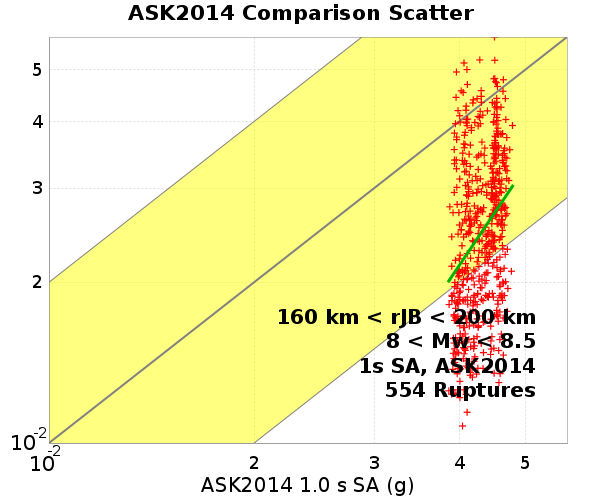 ASK2014 Comparison Scatter
5
4
3
2
160 km < rJB < 200 km
8 < Mw < 8.5
1s SA, ASK2014
554 Ruptures
10-2
10-2 2 3 4 5
ASK2014 1.0 s SA (g)